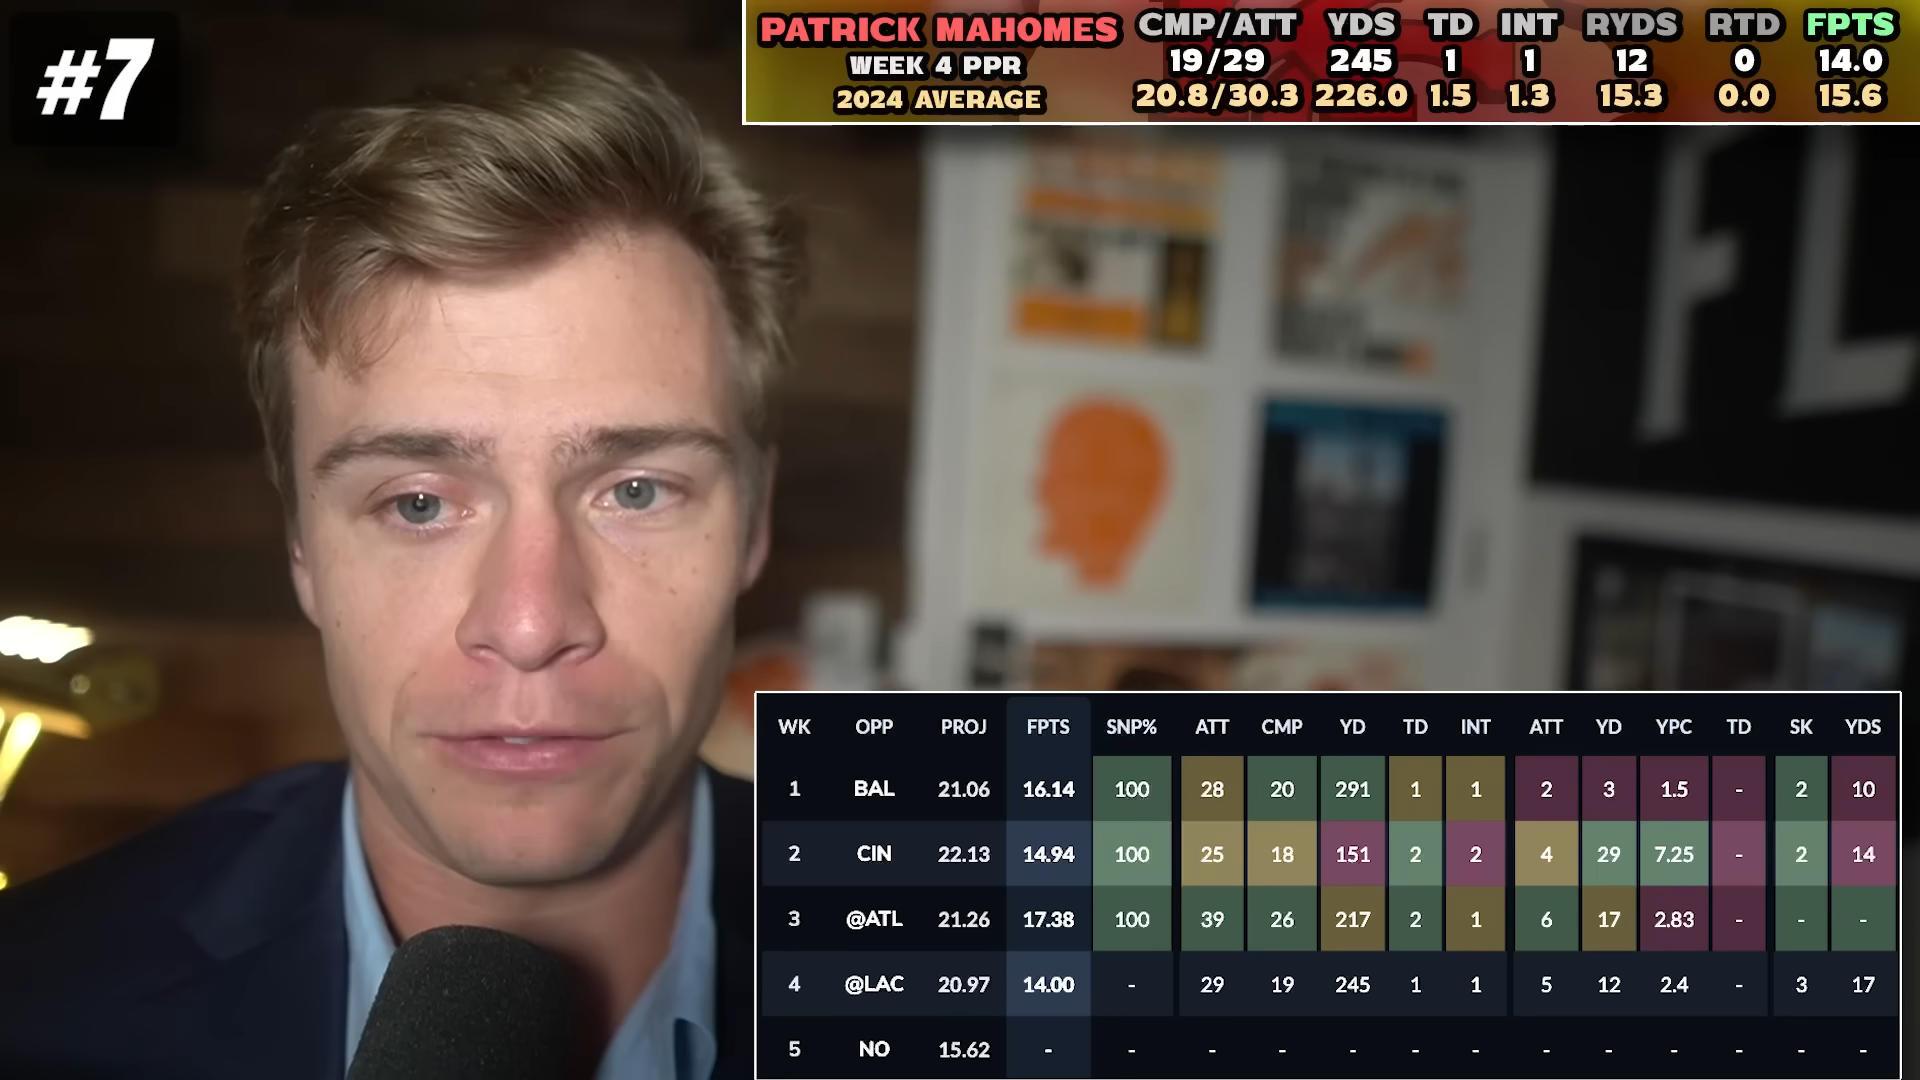 #7
PATRICK MAHOMES CMP/ATT YDS TD INT RYDS RTD FPTS
WEEK 4 PPR 19/29 245 1 1 12 0 14.0
2024 AVERAGE 20.8/30.3 226.0 1.5 1.3 15.3 0.0 15.6
FL
WK OPP PROJ FPTS SNP% ATT CMP YD TD INT ATT YD YPC TD SK YDS
1 BAL 21.06 16.14 100 28 20 291 1 1 2 3 1.5 - 2 10
2 CIN 22.13 14.94 100 25 18 151 2 2 4 29 7.25 - 2 14
3 @ATL 21.26 17.38 100 39 26 217 2 1 6 17 2.83 - - -
4 @LAC 20.97 14.00 - 29 19 245 1 1 5 12 2.4 - 3 17
5 NO 15.62 - - - - - - - - - - - - -